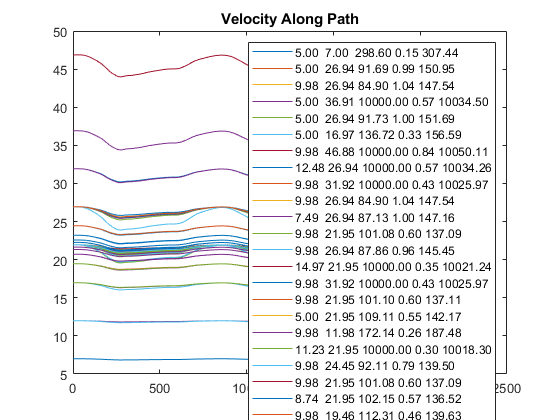 Velocity Along Path
50
45
40
35
30
25
20
15
10
5
0
500
10
2500
5.00 7.00 298.60 0.15 307.44
5.00 26.94 91.69 0.99 150.95
9.98 26.94 84.90 1.04 147.54
5.00 36.91 10000.00 0.57 10034.50
5.00 26.94 91.73 1.00 151.69
5.00 16.97 136.72 0.33 156.59
9.98 46.88 10000.00 0.84 10050.11
12.48 26.94 10000.00 0.57 10034.26
9.98 31.92 10000.00 0.43 10025.97
9.98 26.94 84.90 1.04 147.54
7.49 26.94 87.13 1.00 147.16
9.98 21.95 101.08 0.60 137.09
9.98 26.94 87.86 0.96 145.45
14.97 21.95 10000.00 0.35 10021.24
9.98 31.92 10000.00 0.43 10025.97
9.98 21.95 101.10 0.60 137.11
5.00 21.95 109.11 0.55 142.17
9.98 11.98 172.14 0.26 187.48
11.23 21.95 10000.00 0.30 10018.30
9.98 24.45 92.11 0.79 139.50
9.98 21.95 101.08 0.60 137.09
8.74 21.95 102.15 0.57 136.52
9.98 19.46 112.31 0.46 139.63